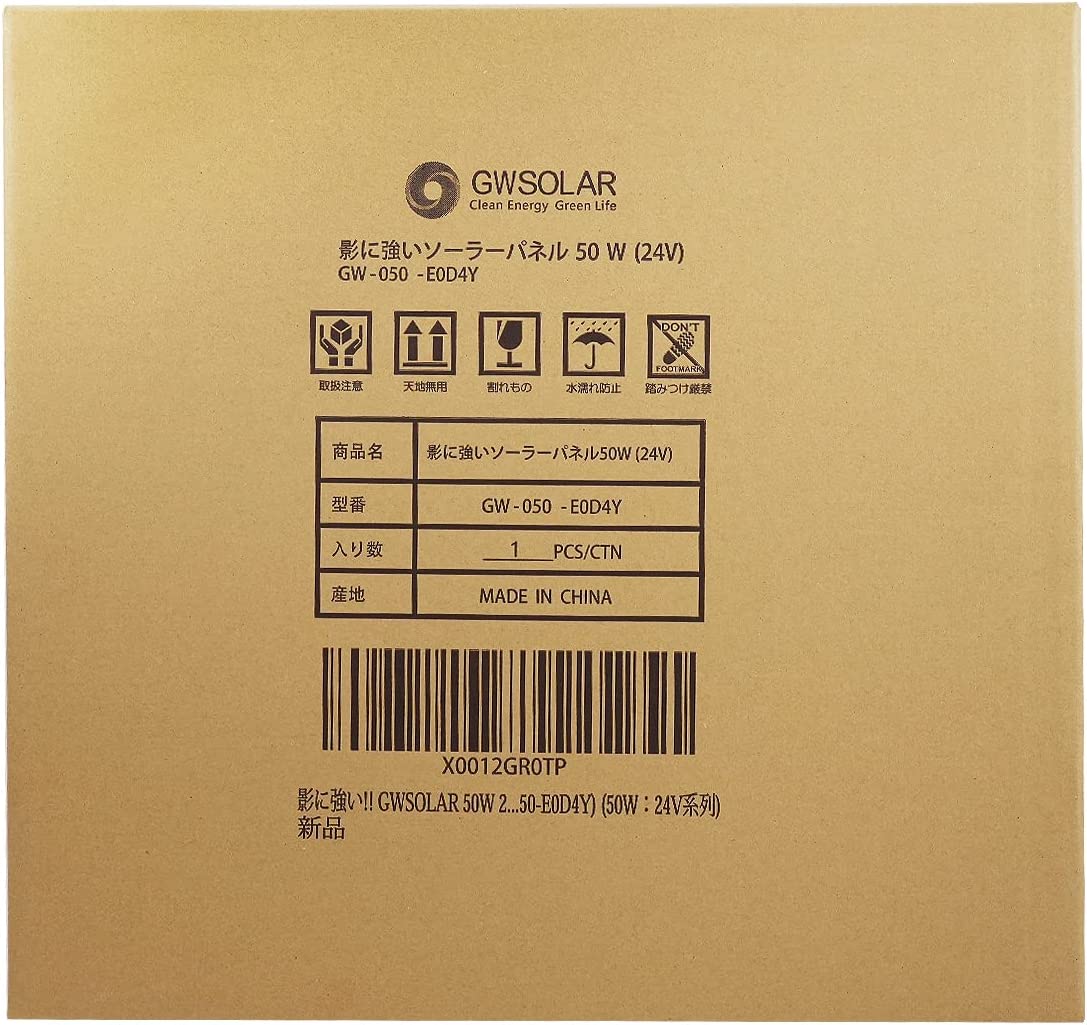 GWSOLAR
Clean Energy Green Life
影に強いソーラーパネル 50 W (24V)
GW-050 -E0D4Y
DON'T
FOOTMARK
取扱注意 天地無用 割れもの 水濡れ防止 踏みつけ厳禁
商品名 影に強いソーラーパネル50W (24V)
型番 GW-050 -E0D4Y
入り数 1 PCS/CTN
産地 MADE IN CHINA
X0012GR0TP
影に強い!! GWSOLAR 50W 2...50-E0D4Y) (50W：24V系列)
新品